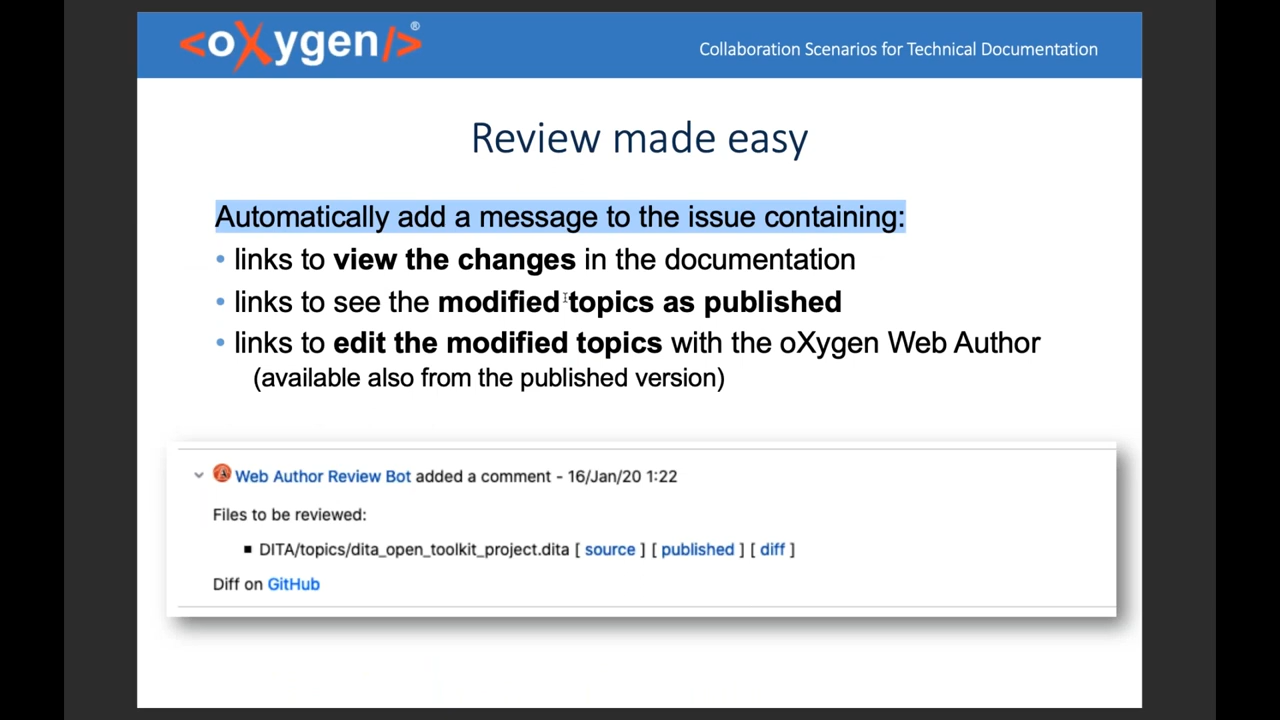 <oXygen/>®
Collaboration Scenarios for Technical Documentation
Review made easy
Automatically add a message to the issue containing:
• links to view the changes in the documentation
• links to see the modified topics as published
• links to edit the modified topics with the oXygen Web Author
(available also from the published version)
Web Author Review Bot added a comment - 16/Jan/20 1:22
Files to be reviewed:
▪ DITA/topics/dita_open_toolkit_project.dita [ source ] [ published ] [ diff ]
Diff on GitHub